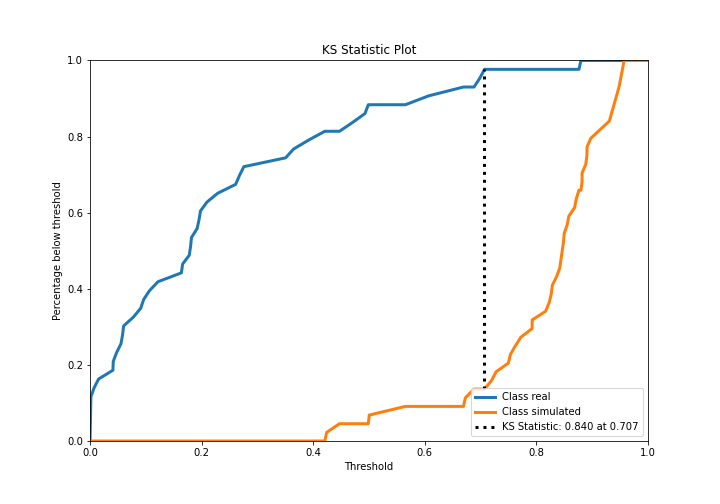 KS Statistic Plot
1.0
0.8
0.6
0.4
0.2
0.0
Percentage below threshold
0.0 0.2 0.4 0.6 0.8 1.0
Threshold
Class real
Class simulated
KS Statistic: 0.840 at 0.707